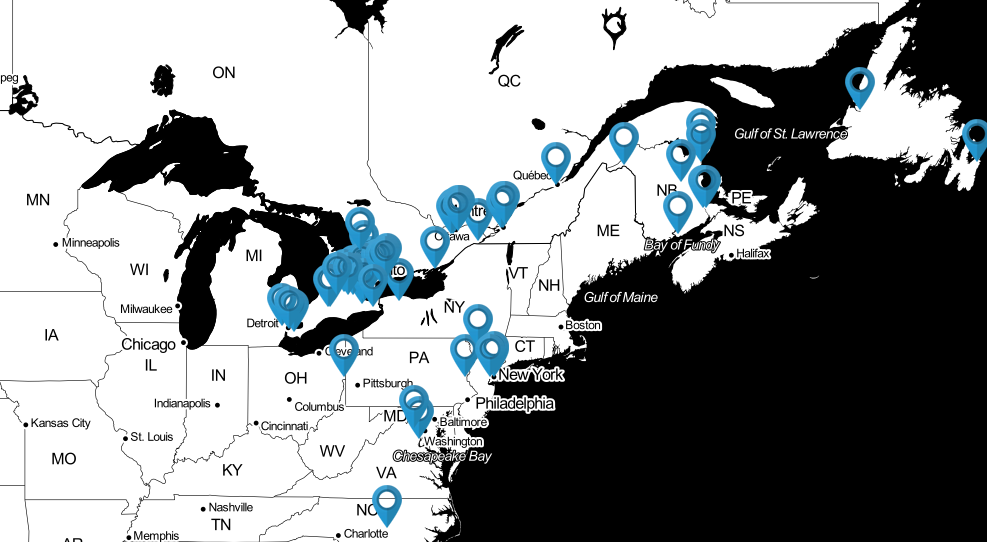 ON
peg
QC
Gulf of St. Lawrence
Québec
MN
NB
PE
ntre
Ottawa
ME
NS
Minneapolis
Bay of Fundy
Halifax
WI
MI
to
VT
NH
Gulf of Maine
Milwaukee
NY
Detroit
Boston
IA
Chicago
CT
Cleveland
PA
IL
IN
OH
New York
Pittsburgh
Indianapolis
Columbus
Philadelphia
MD
Kansas City
Cincinnati
Baltimore
St. Louis
Washington
MO
WV
Chesapeake Bay
KY
VA
Nashville
NC
TN
Memphis
Charlotte
AR